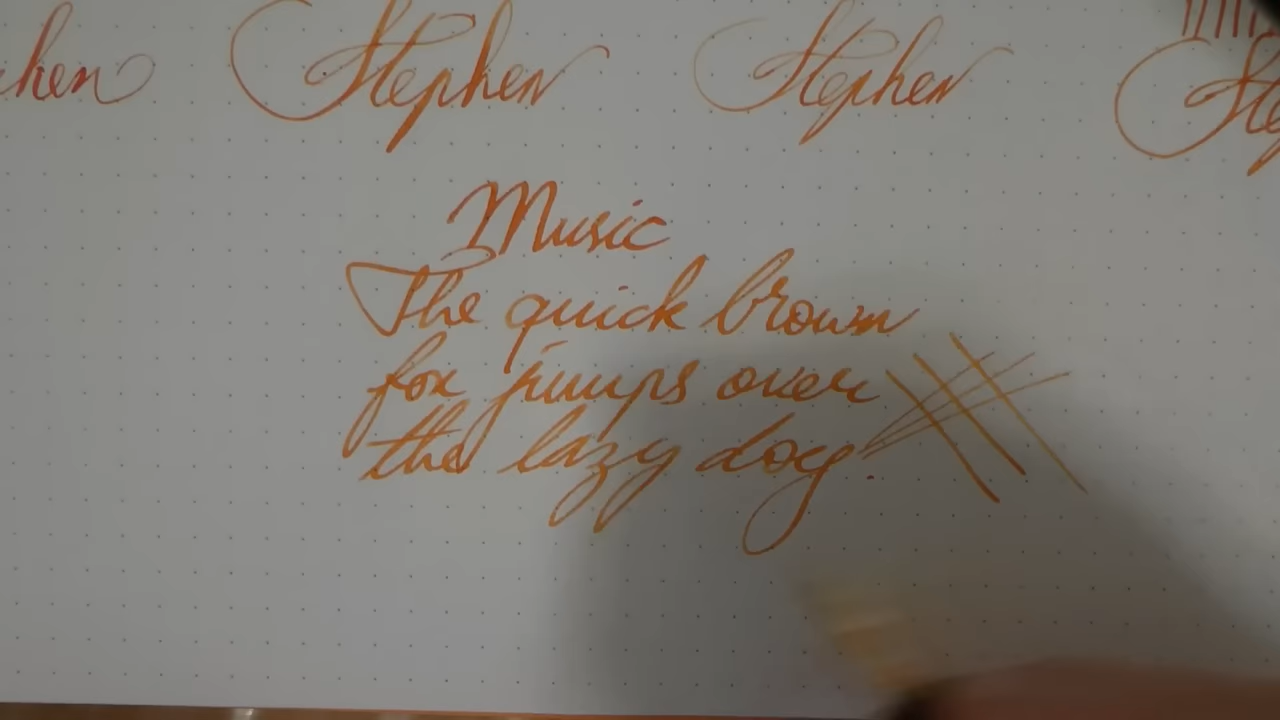 Stephen Stephen
Music
The quick brown
fox jumps over
the lazy dog.